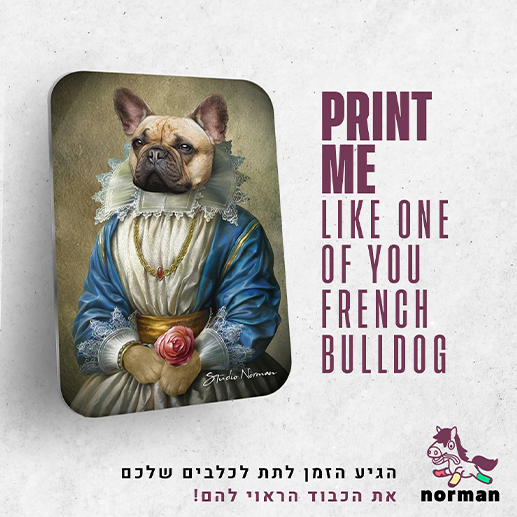 PRINT
ME
LIKE ONE
OF YOU
FRENCH
BULLDOG
Studio Norman
הגיע הזמן לתת לכלבים שלכם
את הכבוד הראוי להם!
norman